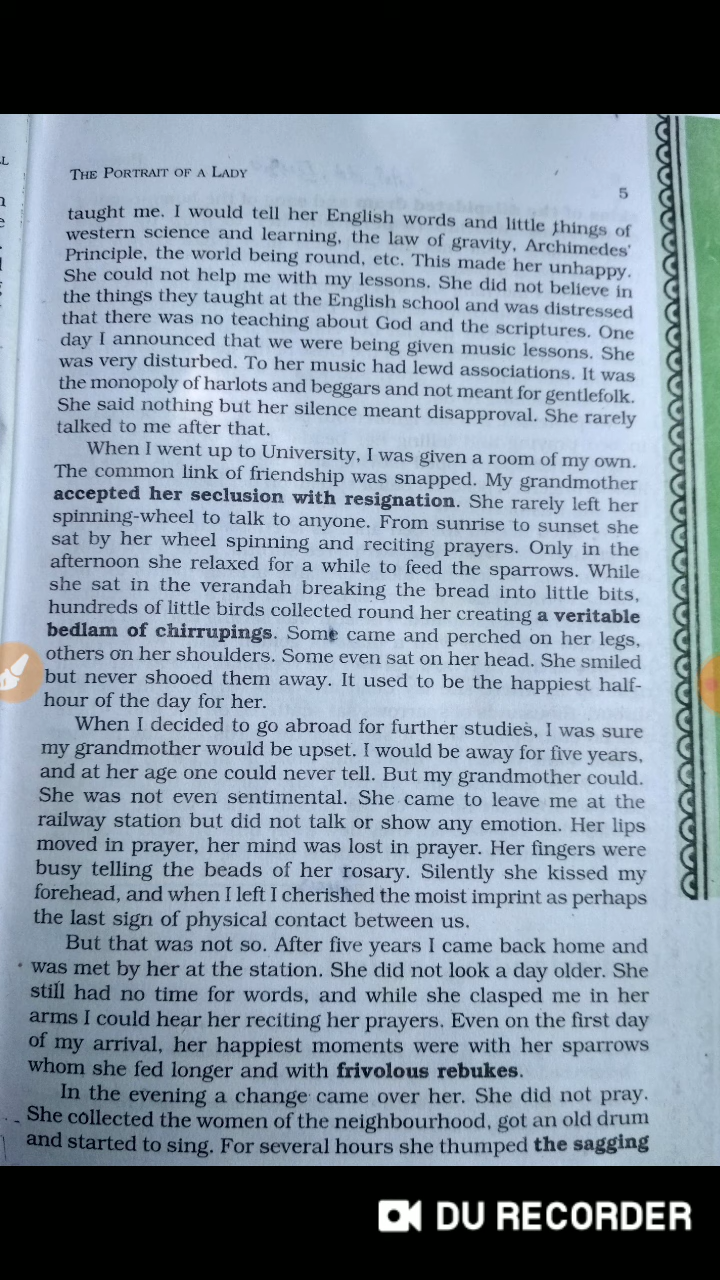 L
THE PORTRAIT OF A LADY
5
taught me. I would tell her English words and little things of
western science and learning, the law of gravity, Archimedes'
Principle, the world being round, etc. This made her unhappy.
She could not help me with my lessons. She did not believe in
the things they taught at the English school and was distressed
that there was no teaching about God and the scriptures. One
day I announced that we were being given music lessons. She
was very disturbed. To her music had lewd associations. It was
the monopoly of harlots and beggars and not meant for gentlefolk.
She said nothing but her silence meant disapproval. She rarely
talked to me after that.
When I went up to University, I was given a room of my own.
The common link of friendship was snapped. My grandmother
accepted her seclusion with resignation. She rarely left her
spinning-wheel to talk to anyone. From sunrise to sunset she
sat by her wheel spinning and reciting prayers. Only in the
afternoon she relaxed for a while to feed the sparrows. While
she sat in the verandah breaking the bread into little bits,
hundreds of little birds collected round her creating a veritable
bedlam of chirrupings. Some came and perched on her legs,
others on her shoulders. Some even sat on her head. She smiled
but never shooed them away. It used to be the happiest half-
hour of the day for her.
When I decided to go abroad for further studies, I was sure
my grandmother would be upset. I would be away for five years,
and at her age one could never tell. But my grandmother could.
She was not even sentimental. She came to leave me at the
railway station but did not talk or show any emotion. Her lips
moved in prayer, her mind was lost in prayer. Her fingers were
busy telling the beads of her rosary. Silently she kissed my
forehead, and when I left I cherished the moist imprint as perhaps
the last sign of physical contact between us.
But that was not so. After five years I came back home and
was met by her at the station. She did not look a day older. She
still had no time for words, and while she clasped me in her
arms I could hear her reciting her prayers. Even on the first day
of my arrival, her happiest moments were with her sparrows
whom she fed longer and with frivolous rebukes.
In the evening a change came over her. She did not pray.
She collected the women of the neighbourhood, got an old drum
and started to sing. For several hours she thumped the sagging
DU RECORDER